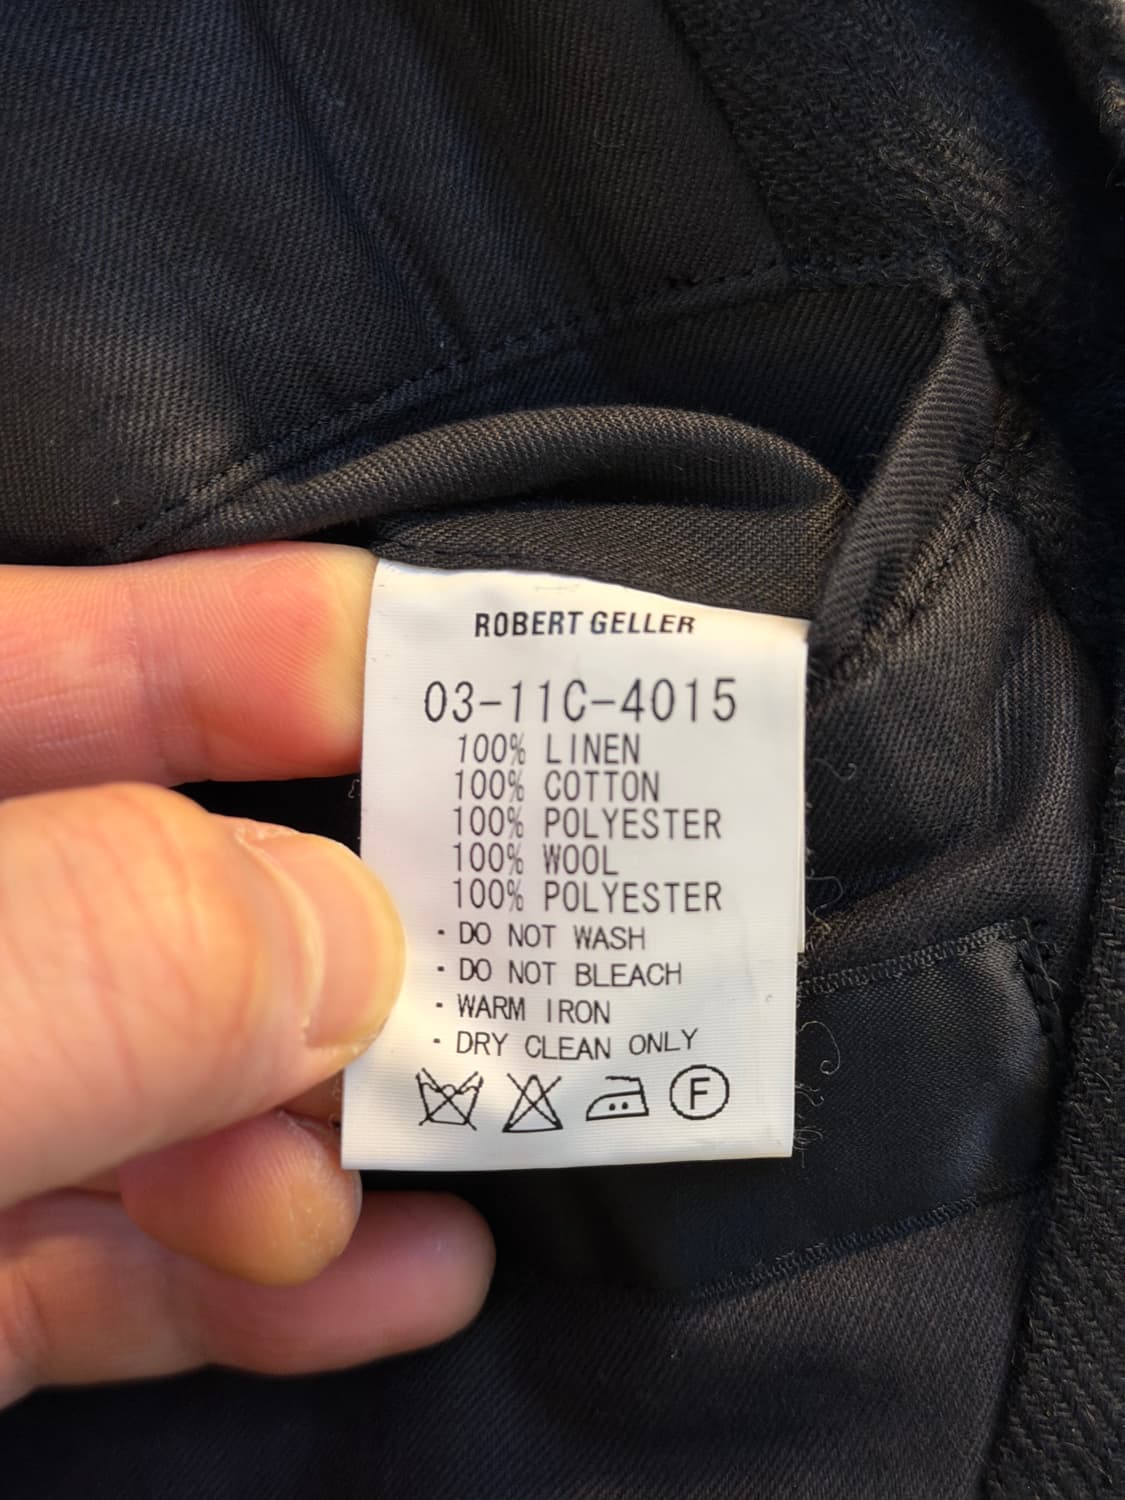 ROBERT GELLER
03-11C-4015
100% LINEN
100% COTTON
100% POLYESTER
100% WOOL
100% POLYESTER
· DO NOT WASH
· DO NOT BLEACH
· WARM IRON
· DRY CLEAN ONLY
F